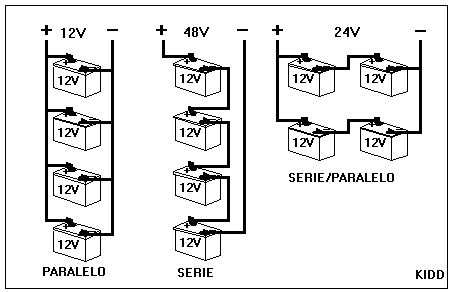 + 12V −
12V
12V
12V
12V
PARALELO
+ 48V −
12V
12V
12V
12V
SERIE
+ 24V −
12V 12V
12V 12V
SERIE/PARALELO
KIDD